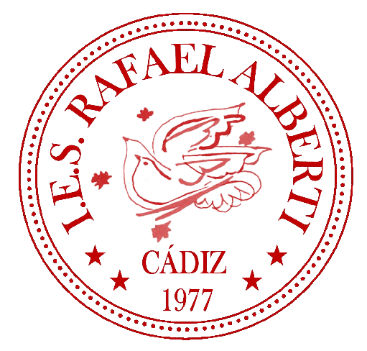 I.E.S. RAFAEL ALBERTI
CÁDIZ
1977